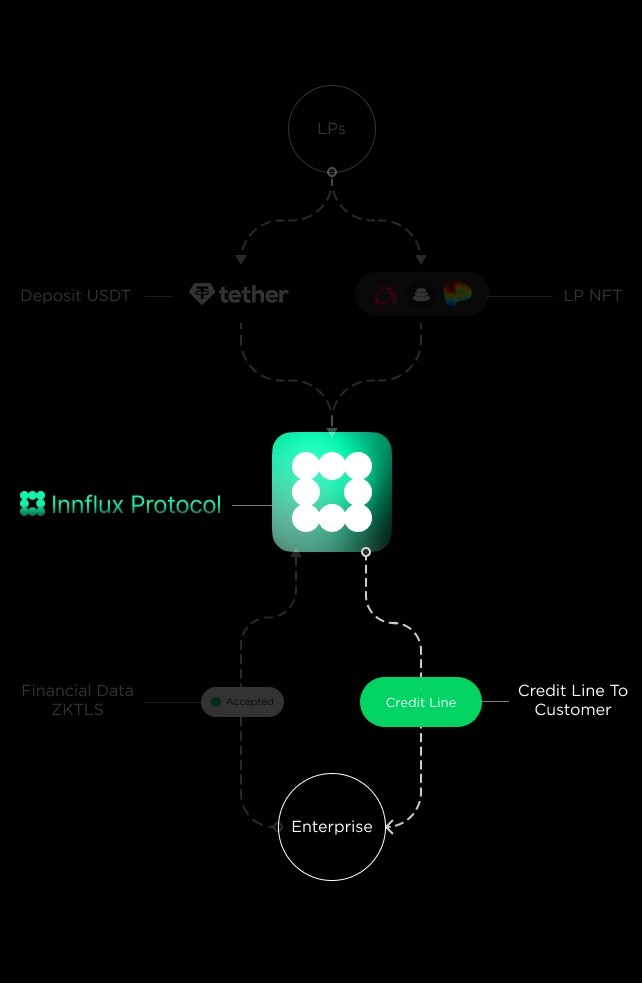 LPs
Deposit USDT
tether
LP NFT
Innflux Protocol
Financial Data
ZKTLS
Accepted
Credit Line
Credit Line To
Customer
Enterprise